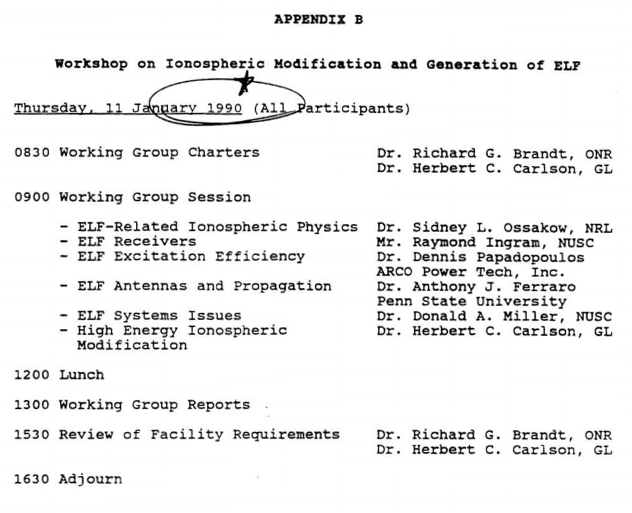 APPENDIX B
Workshop on Ionospheric Modification and Generation of ELF
Thursday, 11 January 1990 (All Participants)
0830 Working Group Charters Dr. Richard G. Brandt, ONR
Dr. Herbert C. Carlson, GL
0900 Working Group Session
- ELF-Related Ionospheric Physics Dr. Sidney L. Ossakow, NRL
- ELF Receivers Mr. Raymond Ingram, NUSC
- ELF Excitation Efficiency Dr. Dennis Papadopoulos
ARCO Power Tech, Inc.
- ELF Antennas and Propagation Dr. Anthony J. Ferraro
Penn State University
- ELF Systems Issues Dr. Donald A. Miller, NUSC
- High Energy Ionospheric Dr. Herbert C. Carlson, GL
Modification
1200 Lunch
1300 Working Group Reports
1530 Review of Facility Requirements Dr. Richard G. Brandt, ONR
Dr. Herbert C. Carlson, GL
1630 Adjourn